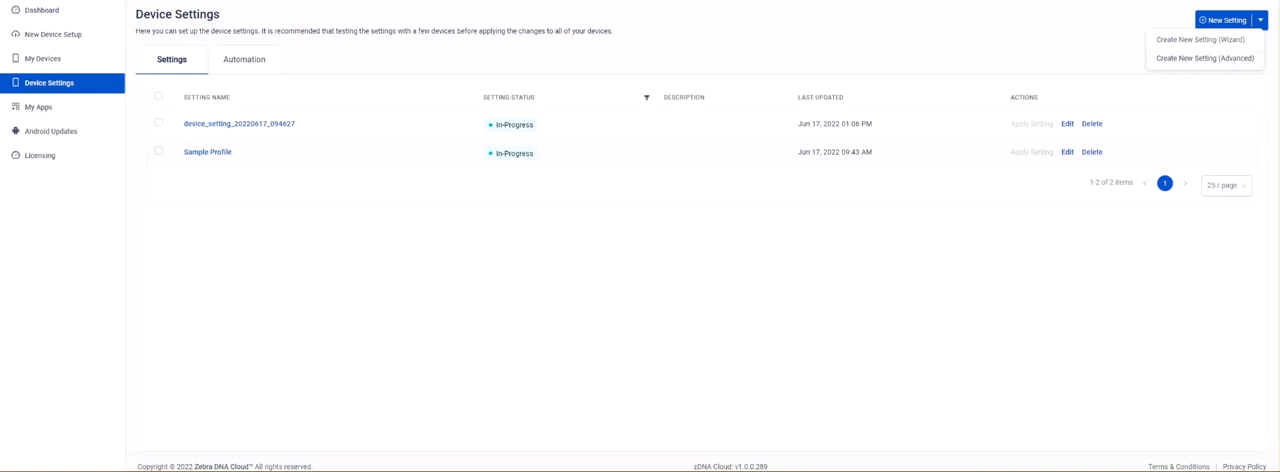 Dashboard
New Device Setup
My Devices
Device Settings
My Apps
Android Updates
Licensing
Device Settings
Here you can set up the device settings. It is recommended that testing the settings with a few devices before applying the changes to all of your devices.
New Setting
Create New Setting (Wizard)
Create New Setting (Advanced)
Settings Automation
SETTING NAME SETTING STATUS DESCRIPTION LAST UPDATED ACTIONS
device_setting_20220617_094627 In-Progress Jun 17, 2022 01:06 PM Apply Setting Edit Delete
Sample Profile In-Progress Jun 17, 2022 09:43 AM Apply Setting Edit Delete
1-2 of 2 items < 1 > 25 / page
Copyright © 2022 Zebra DNA Cloud™ All rights reserved. zDNA Cloud: v1.0.0.289 Terms & Conditions | Privacy Policy